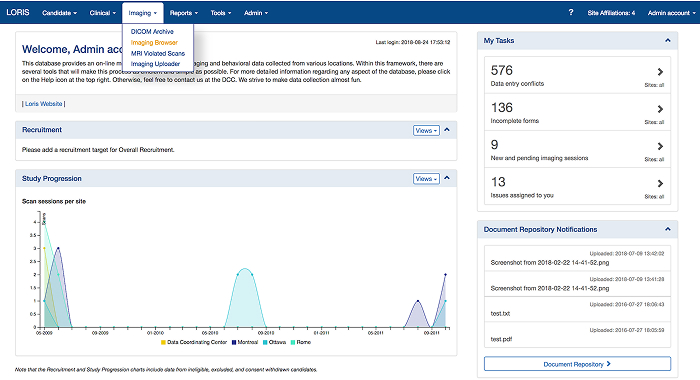 LORIS
Candidate
Clinical
Imaging
Reports
Tools
Admin
?
Site Affiliations: 4
Admin account
DICOM Archive
Imaging Browser
MRI Violated Scans
Imaging Uploader
Welcome, Admin acc
Last login: 2018-08-24 17:53:12
This database provides an on-line me ging and behavioral data collected from various locations. Within this framework, there are
several tools that will make this process as efficient and simple as possible. For more detailed information regarding any aspect of the database, please click
on the Help icon at the top right. Otherwise, feel free to contact us at the DCC. We strive to make data collection almost fun.
| Loris Website |
Recruitment
Views
Please add a recruitment target for Overall Recruitment.
Study Progression
Views
Scan sessions per site
Scans
4
3.5
3
2.5
2
1.5
1
0.5
0
05-2009
09-2009
01-2010
05-2010
09-2010
01-2011
05-2011
09-2011
Data Coordinating Center
Montreal
Ottawa
Rome
Note that the Recruitment and Study Progression charts include data from ineligible, excluded, and consent withdrawn candidates.
My Tasks
576
Data entry conflicts
Sites: all
136
Incomplete forms
Sites: all
9
New and pending imaging sessions
Sites: all
13
Issues assigned to you
Sites: all
Document Repository Notifications
Uploaded: 2018-07-09 13:42:02
Screenshot from 2018-02-22 14-41-52.png
Uploaded: 2018-07-09 13:41:29
Screenshot from 2018-02-22 14-41-52.png
Uploaded: 2016-07-27 18:06:43
test.txt
Uploaded: 2016-07-27 18:05:59
test.pdf
Document Repository